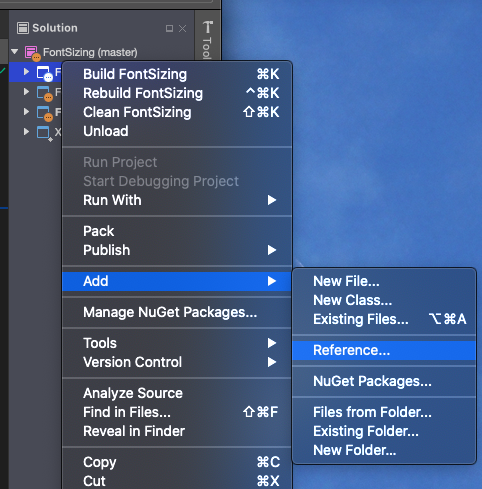 Solution
Tool
FontSizing (master)
F
F
F
X
Build FontSizing ⌘K
Rebuild FontSizing ^⌘K
Clean FontSizing ⇧⌘K
Unload
Run Project
Start Debugging Project
Run With
Pack
Publish
Add
New File...
New Class...
Existing Files... ⌥⌘A
Reference...
NuGet Packages...
Files from Folder...
Existing Folder...
New Folder...
Manage NuGet Packages...
Tools
Version Control
Analyze Source
Find in Files... ⇧⌘F
Reveal in Finder
Copy ⌘C
Cut ⌘X